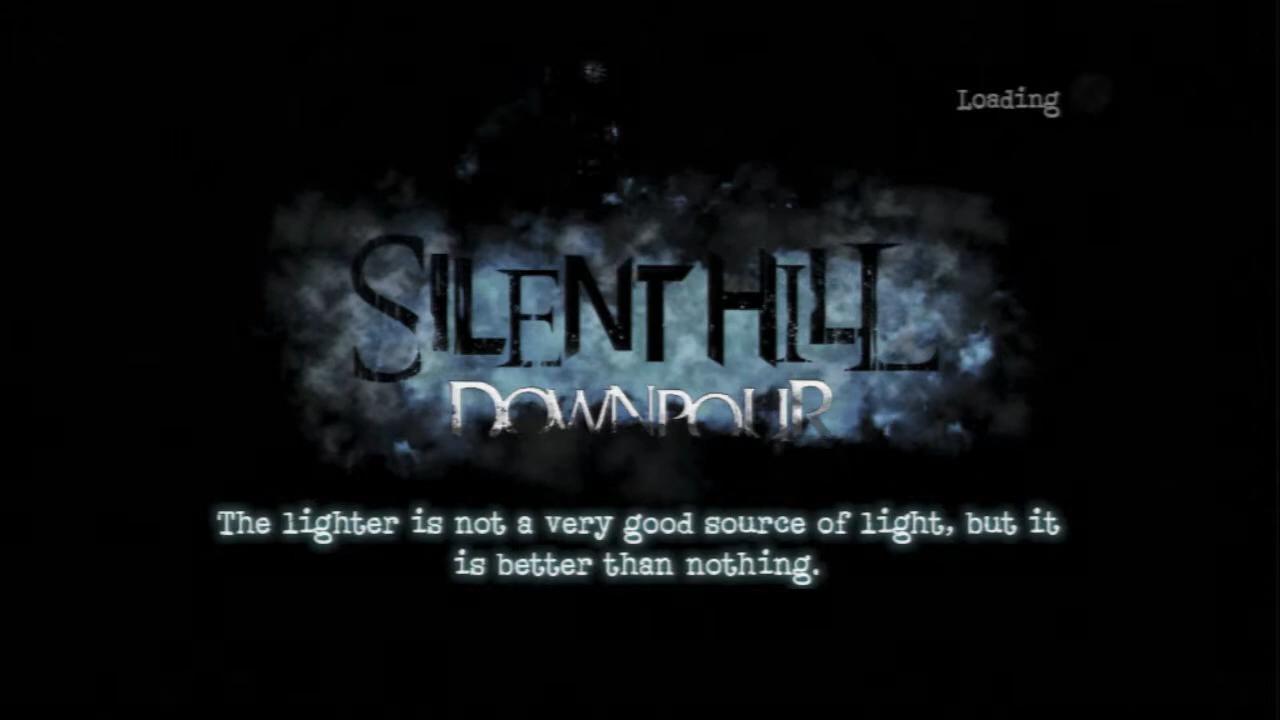 Loading
SILENT HILL
DOWNPOUR
The lighter is not a very good source of light, but it
is better than nothing.